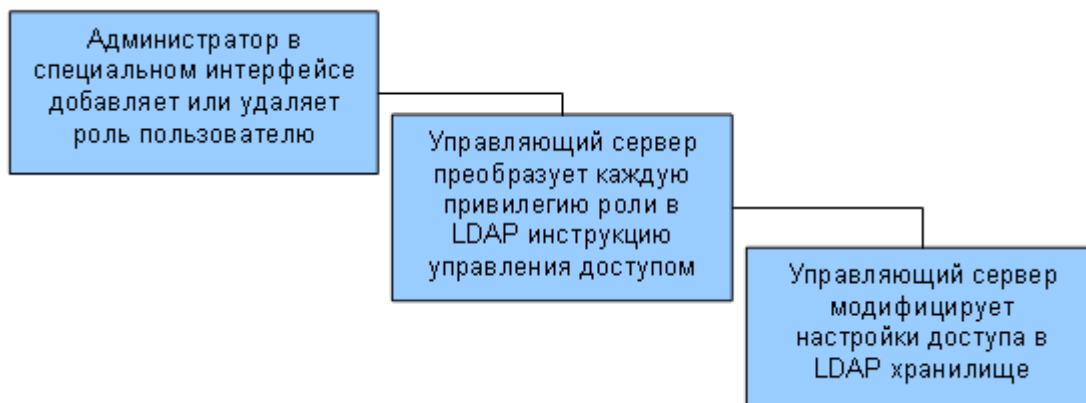 Администратор в
специальном интерфейсе
добавляет или удаляет
роль пользователю
Управляющий сервер
преобразует каждую
привилегию роли в
LDAP инструкцию
управления доступом
Управляющий сервер
модифицирует
настройки доступа в
LDAP хранилище